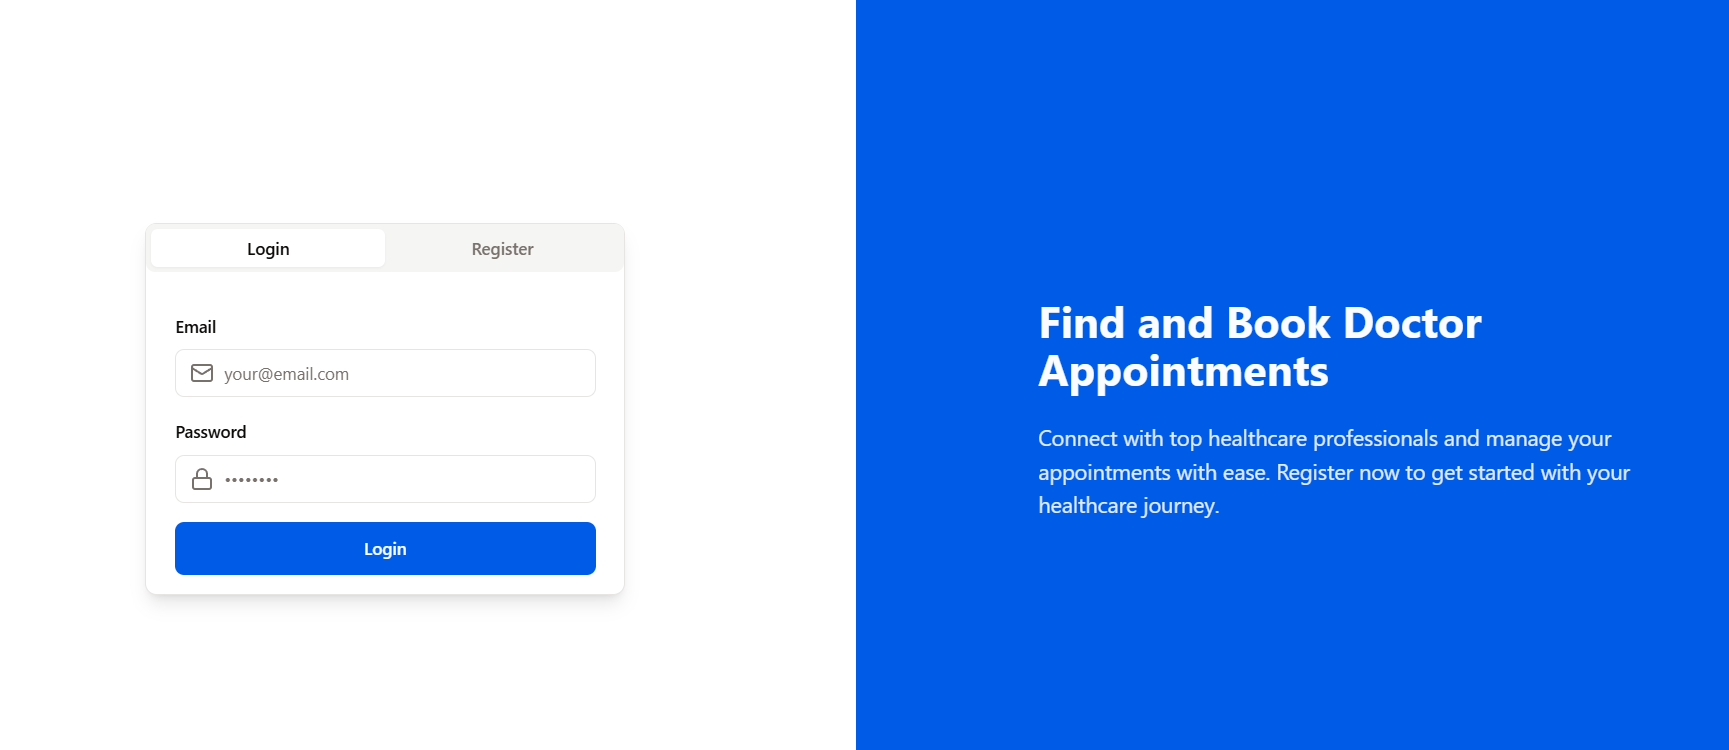 Login
Register
Email
your@email.com
Password
••••••••
Login
Find and Book Doctor
Appointments
Connect with top healthcare professionals and manage your
appointments with ease. Register now to get started with your
healthcare journey.